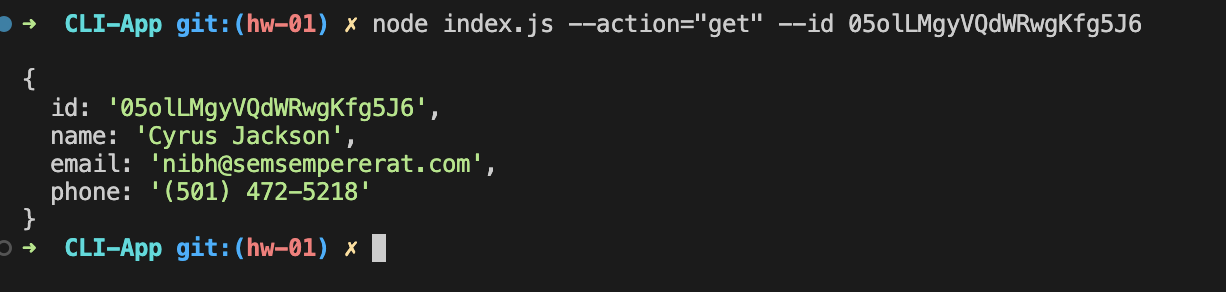 ➜ CLI-App git:(hw-01) ✗ node index.js --action="get" --id 05olLMgyVQdWRwgKfg5J6
{
  id: '05olLMgyVQdWRwgKfg5J6',
  name: 'Cyrus Jackson',
  email: 'nibh@semsempererat.com',
  phone: '(501) 472-5218'
}
➜ CLI-App git:(hw-01) ✗